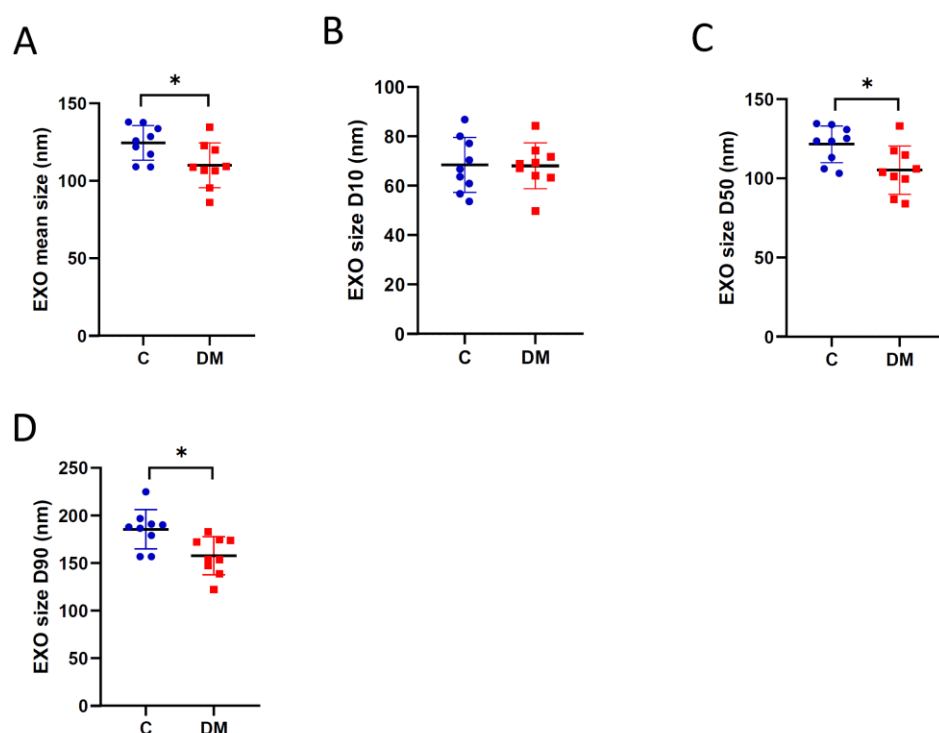 A
EXO mean size (nm)
150
100
50
0
*
C
DM
B
EXO size D10 (nm)
100
80
60
40
20
0
C
DM
C
EXO size D50 (nm)
150
100
50
0
*
C
DM
D
EXO size D90 (nm)
250
200
150
100
50
0
*
C
DM